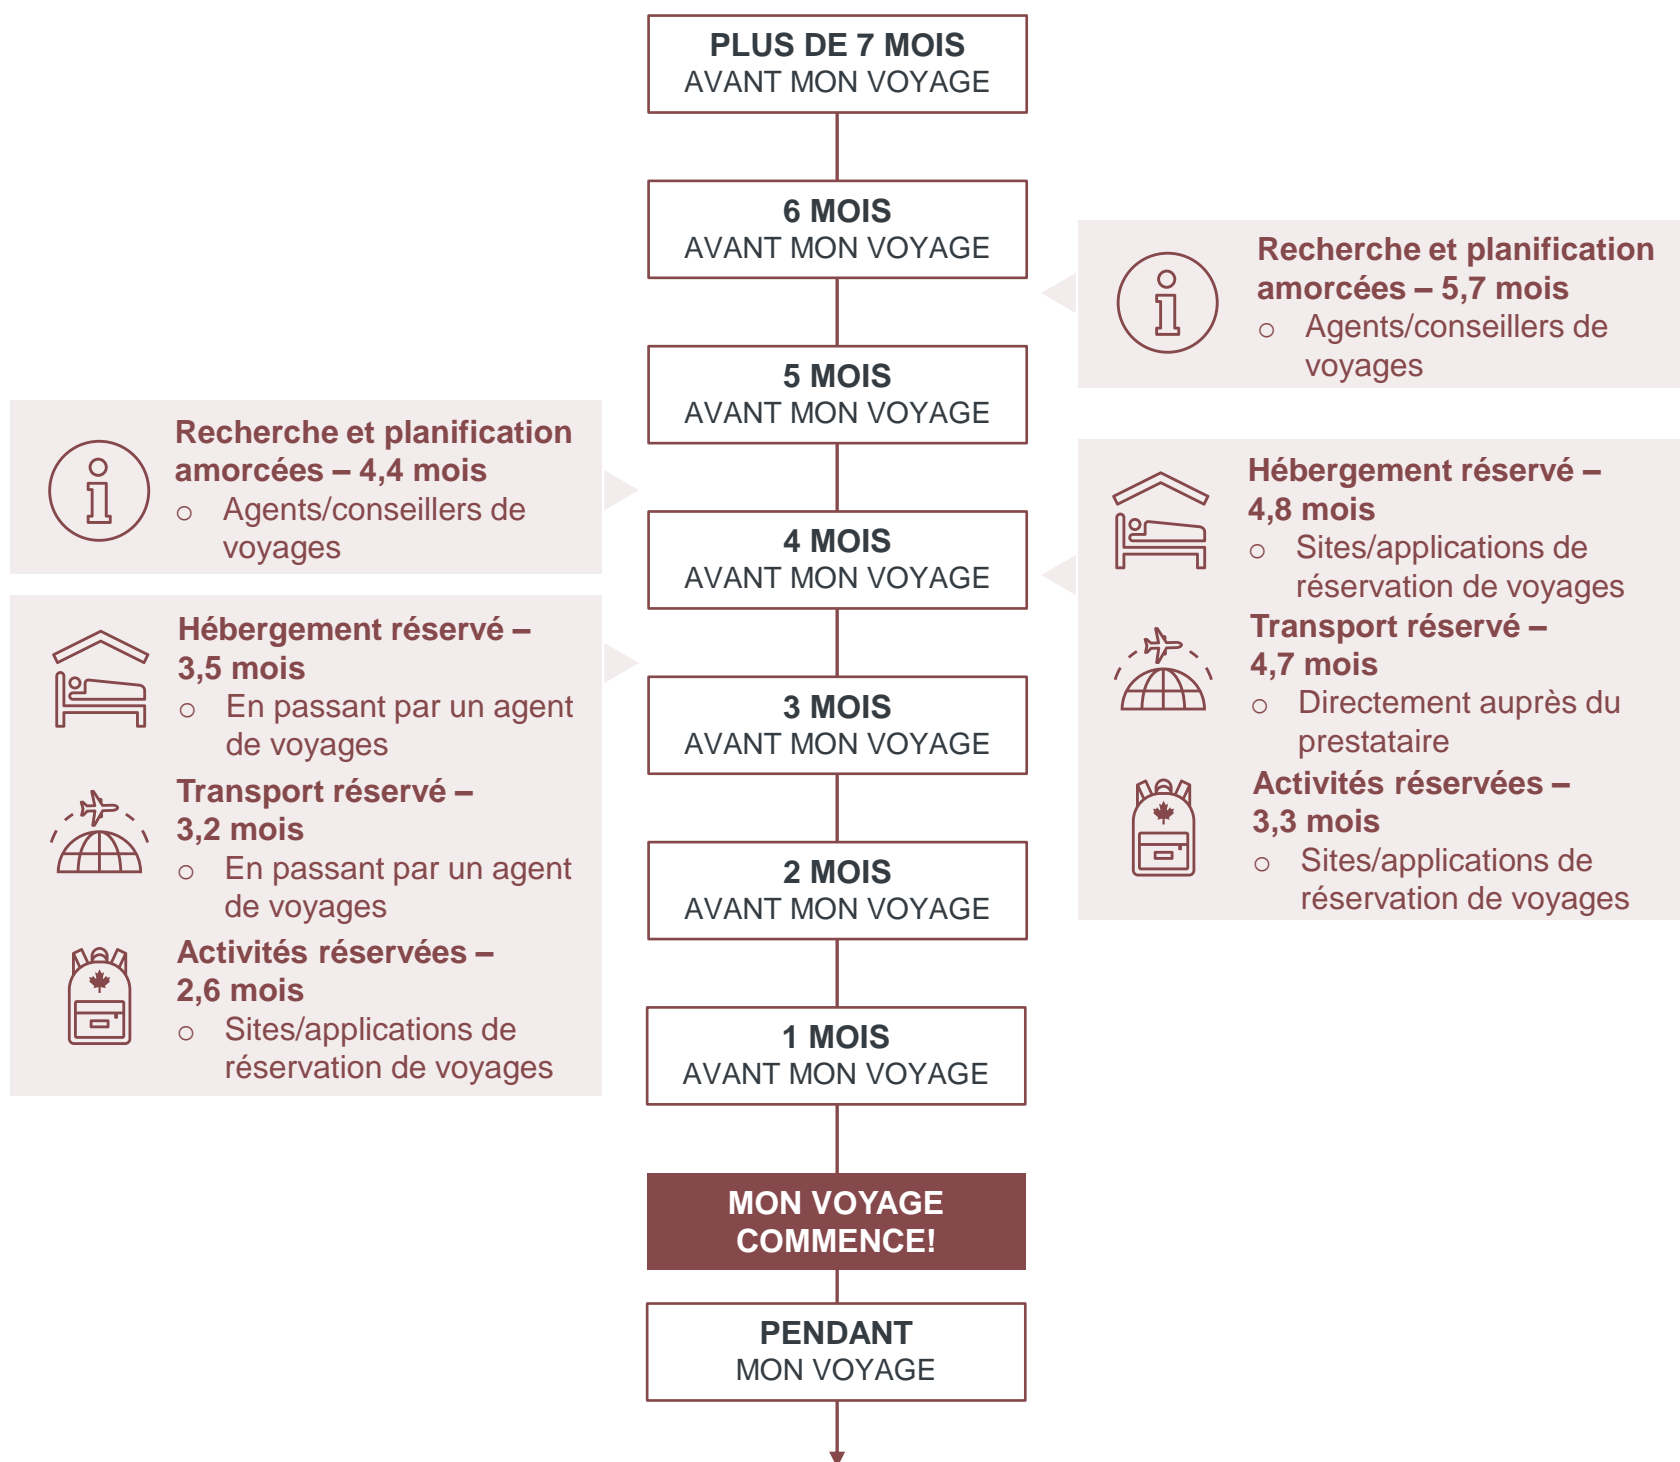 PLUS DE 7 MOIS
AVANT MON VOYAGE
6 MOIS
AVANT MON VOYAGE
5 MOIS
AVANT MON VOYAGE
4 MOIS
AVANT MON VOYAGE
3 MOIS
AVANT MON VOYAGE
2 MOIS
AVANT MON VOYAGE
1 MOIS
AVANT MON VOYAGE
MON VOYAGE
COMMENCE!
PENDANT
MON VOYAGE
Recherche et planification
amorcées – 4,4 mois
o Agents/conseillers de
voyages
Hébergement réservé –
3,5 mois
o En passant par un agent
de voyages
Transport réservé –
3,2 mois
o En passant par un agent
de voyages
Activités réservées –
2,6 mois
o Sites/applications de
réservation de voyages
Recherche et planification
amorcées – 5,7 mois
o Agents/conseillers de
voyages
Hébergement réservé –
4,8 mois
o Sites/applications de
réservation de voyages
Transport réservé –
4,7 mois
o Directement auprès du
prestataire
Activités réservées –
3,3 mois
o Sites/applications de
réservation de voyages